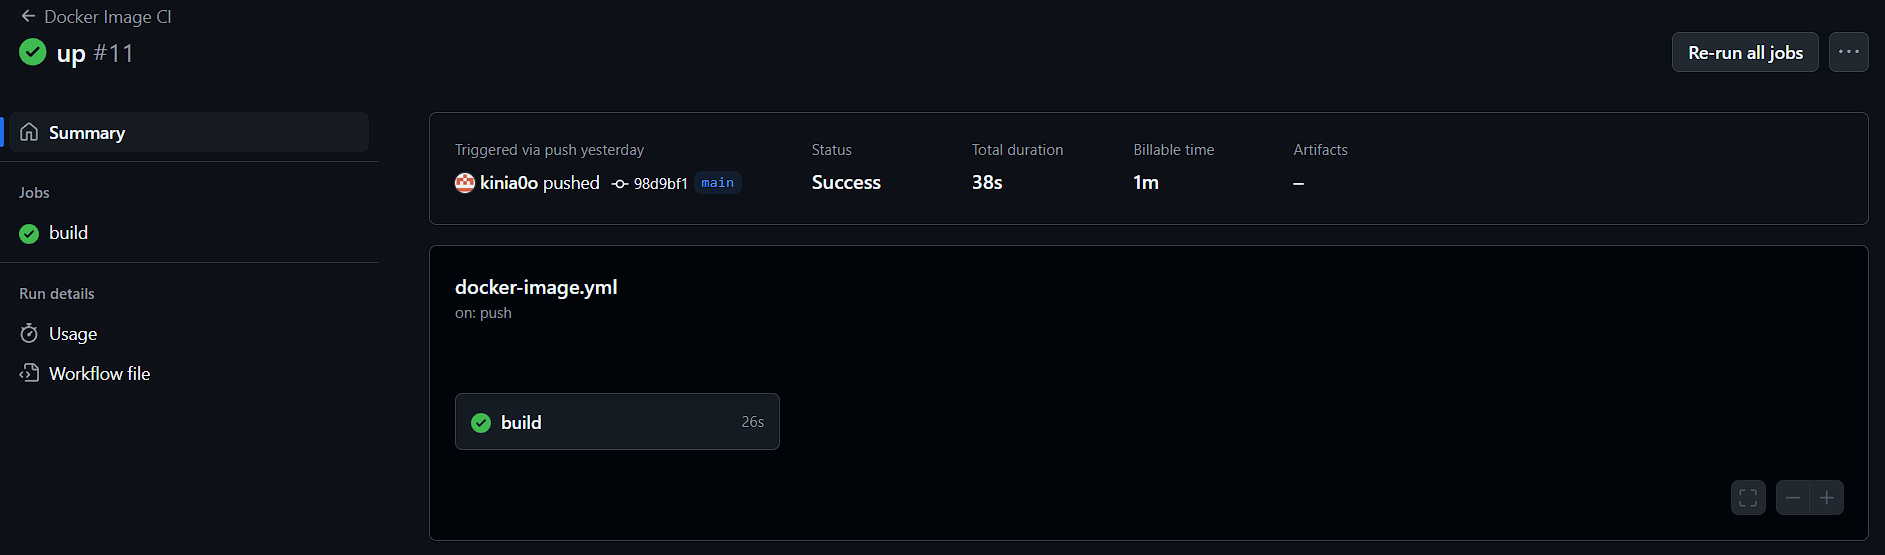 Docker Image CI
up #11
Re-run all jobs
Summary
Jobs
build
Run details
Usage
Workflow file
Triggered via push yesterday
kinia0o pushed 98d9bf1 main
Status
Success
Total duration
38s
Billable time
1m
Artifacts
–
docker-image.yml
on: push
build 26s